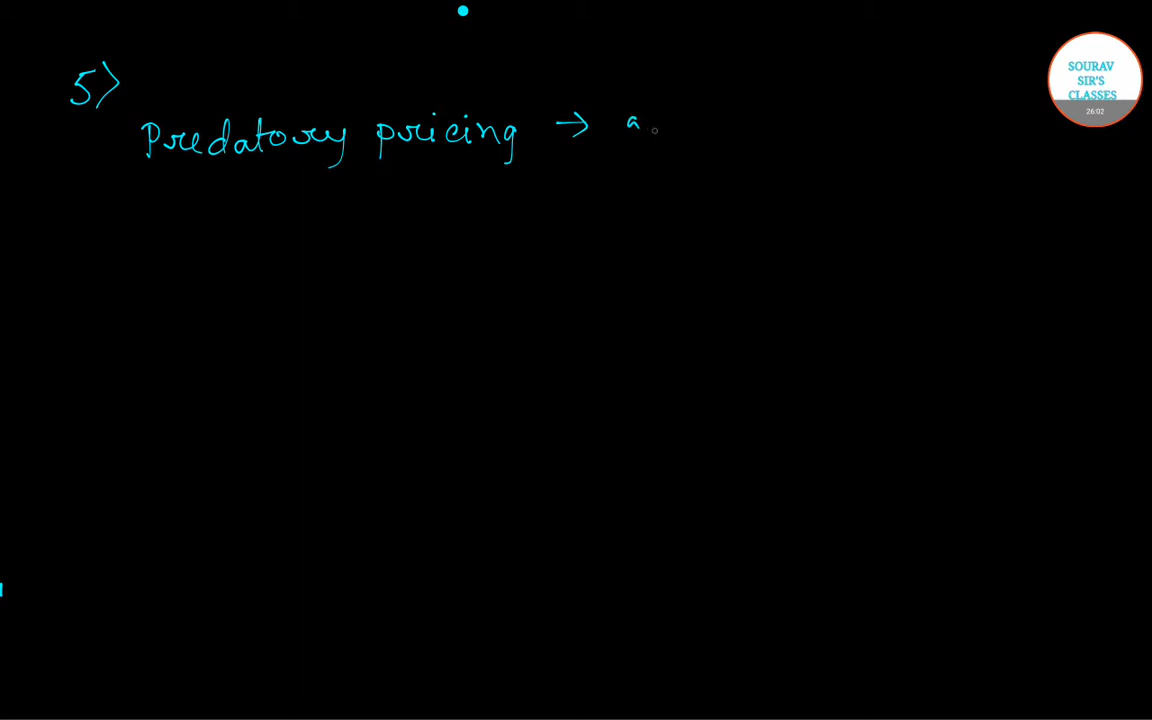 5)
Predatory pricing → a
SOURAV
SIR'S
CLASSES
26:02